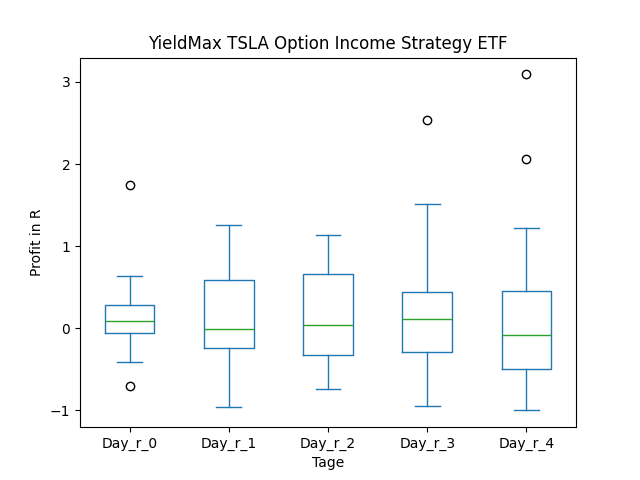 YieldMax TSLA Option Income Strategy ETF
Profit in R
3
2
1
0
−1
Day_r_0 Day_r_1 Day_r_2 Day_r_3 Day_r_4
Tage